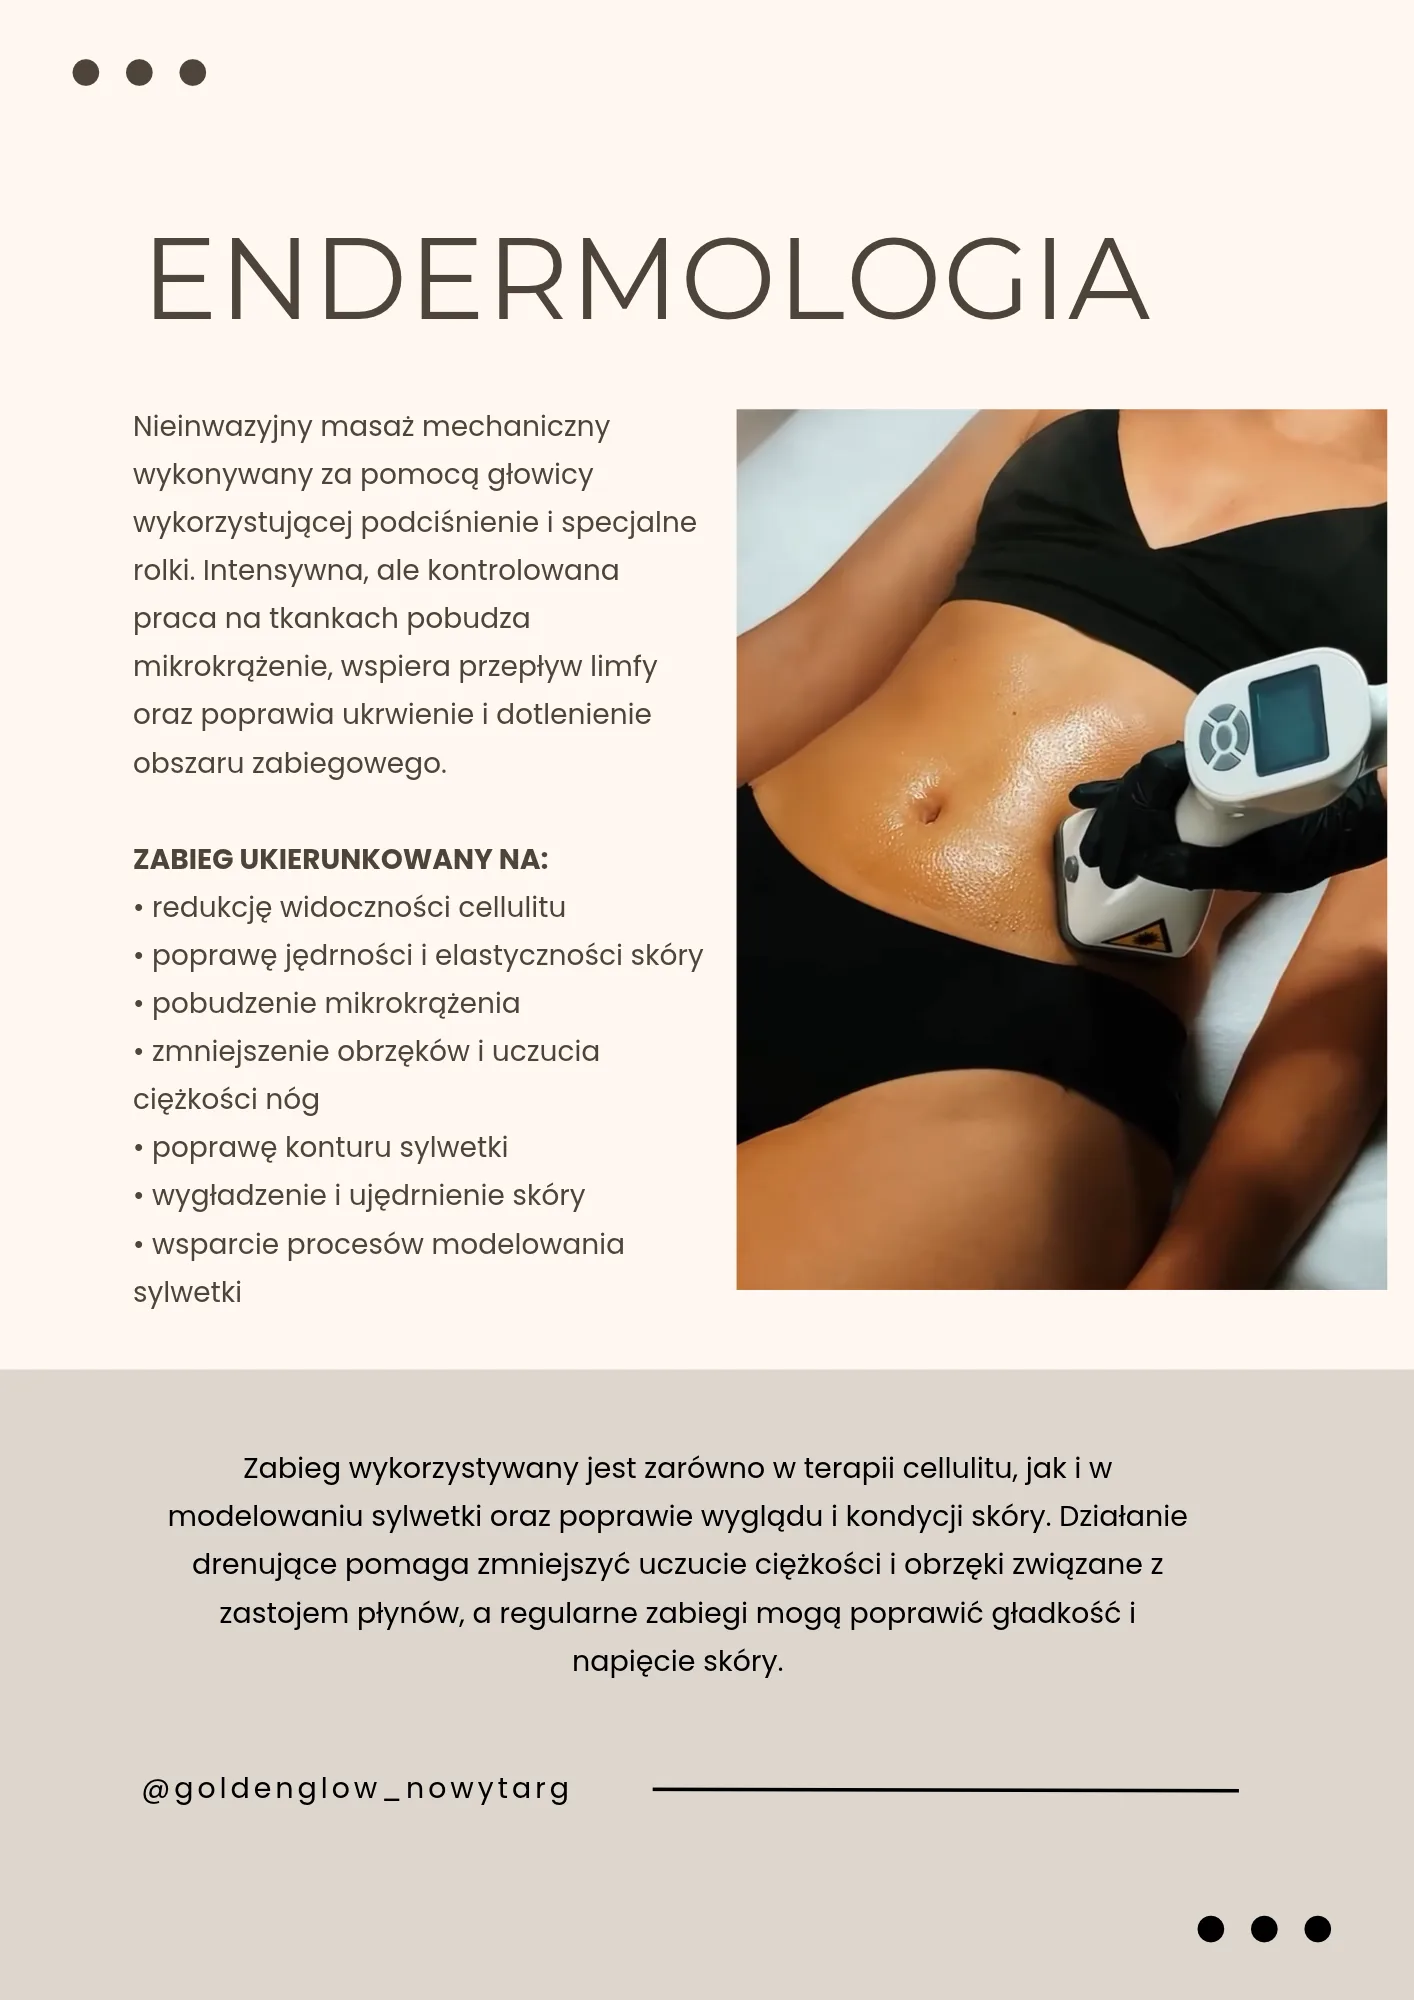 ENDERMOLOGIA
Nieinwazyjny masaż mechaniczny
wykonywany za pomocą głowicy
wykorzystującej podciśnienie i specjalne
rolki. Intensywna, ale kontrolowana
praca na tkankach pobudza
mikrokrążenie, wspiera przepływ limfy
oraz poprawia ukrwienie i dotlenienie
obszaru zabiegowego.
ZABIEG UKIERUNKOWANY NA:
• redukcję widoczności cellulitu
• poprawę jędrności i elastyczności skóry
• pobudzenie mikrokrążenia
• zmniejszenie obrzęków i uczucia
ciężkości nóg
• poprawę konturu sylwetki
• wygładzenie i ujędrnienie skóry
• wsparcie procesów modelowania
sylwetki
Zabieg wykorzystywany jest zarówno w terapii cellulitu, jak i w
modelowaniu sylwetki oraz poprawie wyglądu i kondycji skóry. Działanie
drenujące pomaga zmniejszyć uczucie ciężkości i obrzęki związane z
zastojem płynów, a regularne zabiegi mogą poprawić gładkość i
napięcie skóry.
@goldenglow_nowytarg